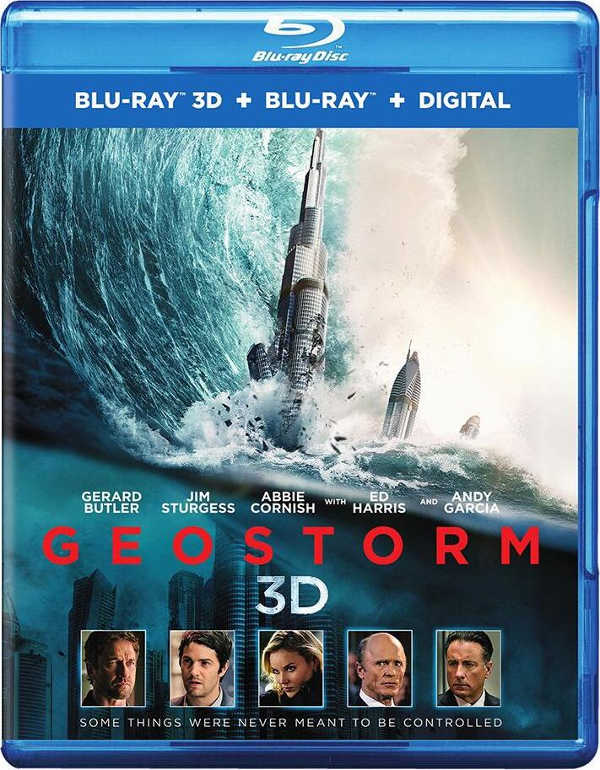 Blu-ray Disc™
BLU-RAY™ 3D + BLU-RAY™ + DIGITAL
GERARD BUTLER JIM STURGESS ABBIE CORNISH WITH ED HARRIS AND ANDY GARCIA
GEOSTORM
3D
SOME THINGS WERE NEVER MEANT TO BE CONTROLLED